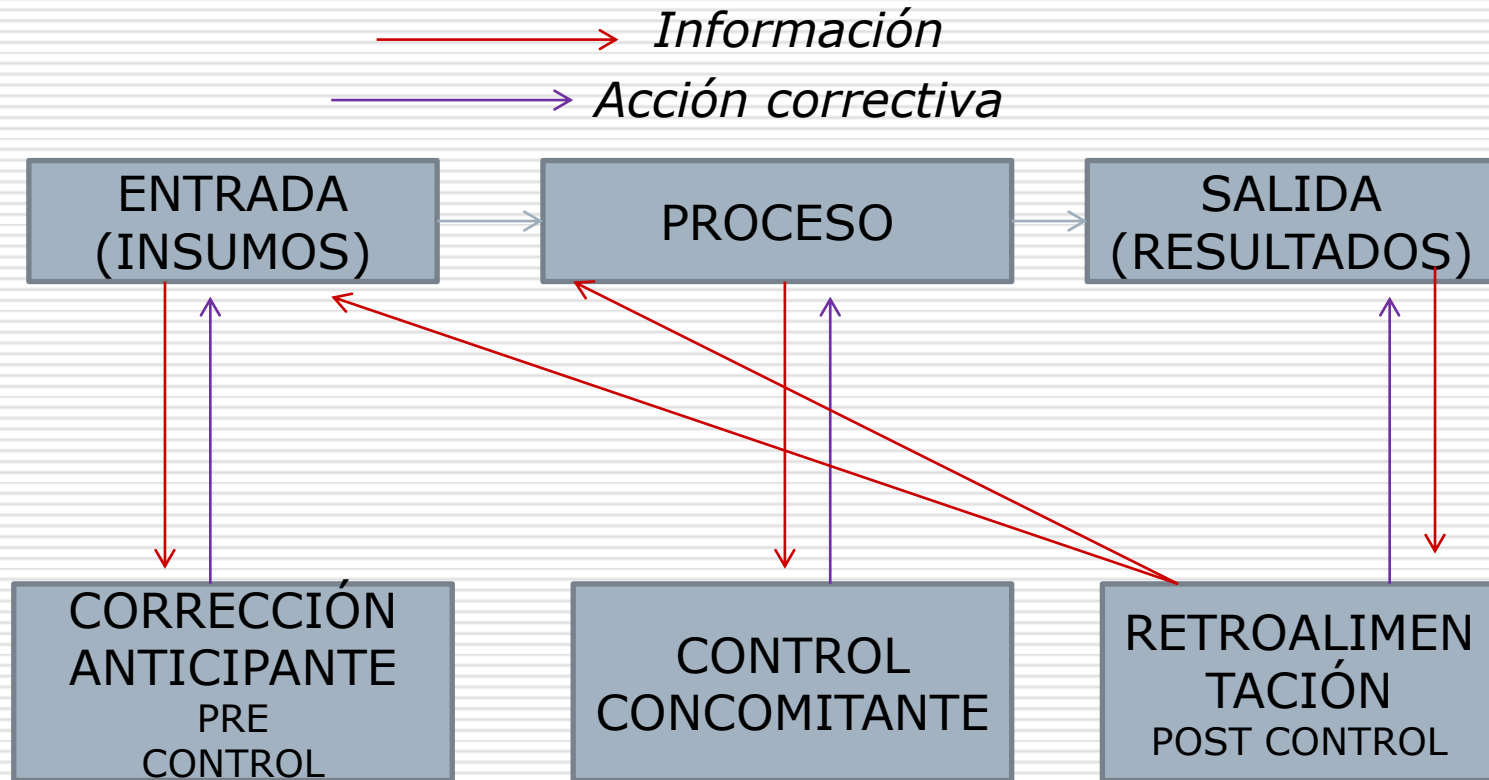 Información
Acción correctiva
ENTRADA
(INSUMOS)
PROCESO
SALIDA
(RESULTADOS)
CORRECCIÓN
ANTICIPANTE
PRE
CONTROL
CONTROL
CONCOMITANTE
RETROALIMEN
TACIÓN
POST CONTROL